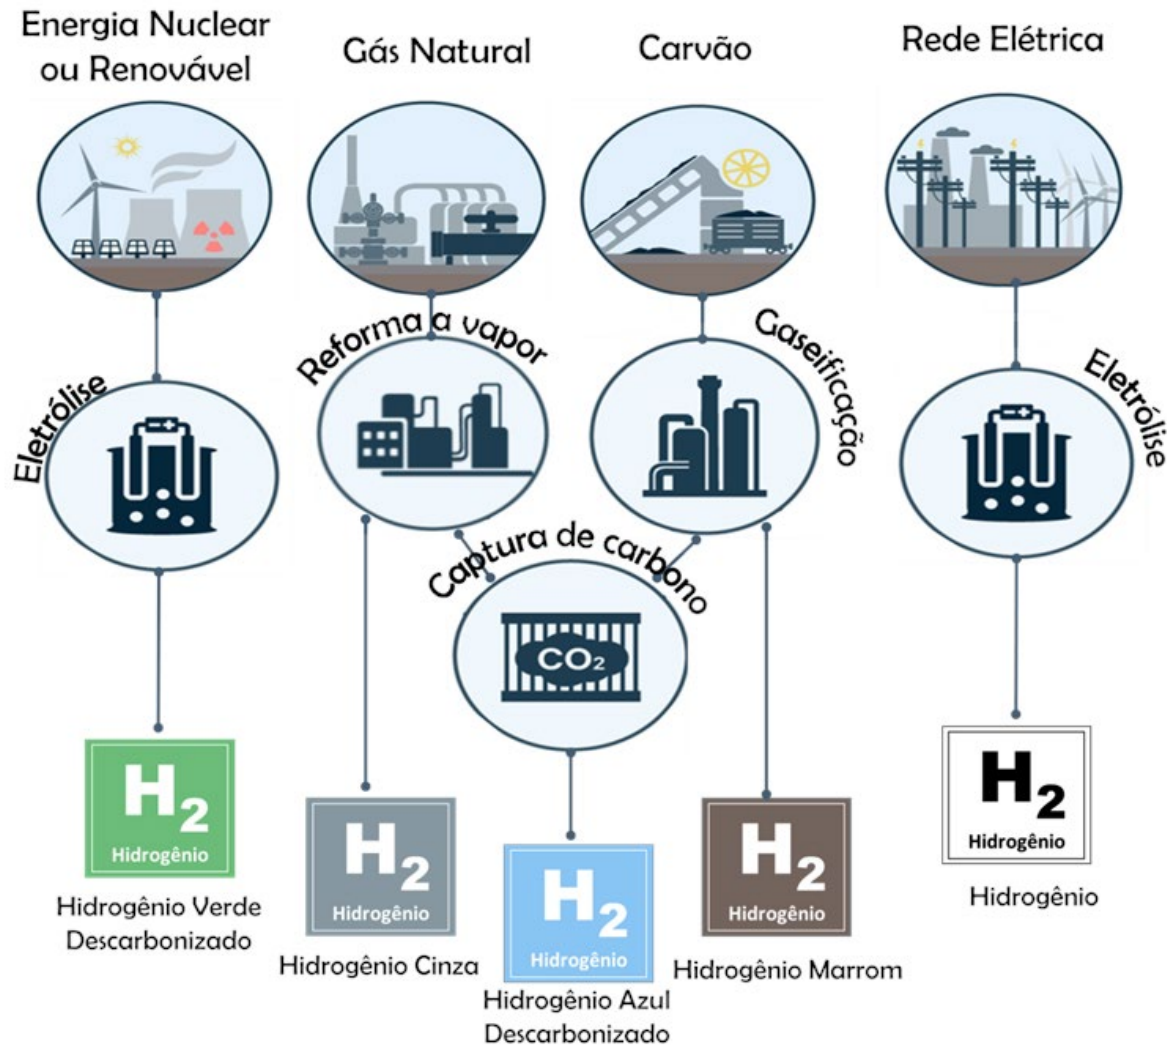 Energia Nuclear
ou Renovável
Gás Natural
Carvão
Rede Elétrica
Eletrólise
Reforma a vapor
Gaseificação
Eletrólise
Captura de carbono
CO₂
H₂
Hidrogênio
Hidrogênio Verde
Descarbonizado
H₂
Hidrogênio
Hidrogênio Cinza
H₂
Hidrogênio
Hidrogênio Azul
Descarbonizado
H₂
Hidrogênio
Hidrogênio Marrom
H₂
Hidrogênio
Hidrogênio